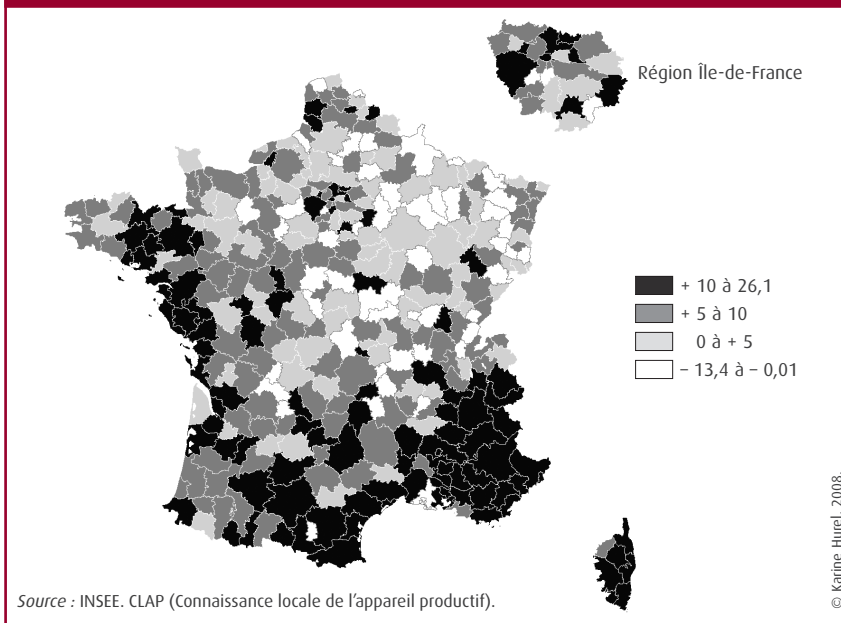 Région Île-de-France
+ 10 à 26,1
+ 5 à 10
0 à + 5
– 13,4 à – 0,01
© Karine Hurel, 2008.
Source : INSEE. CLAP (Connaissance locale de l’appareil productif).